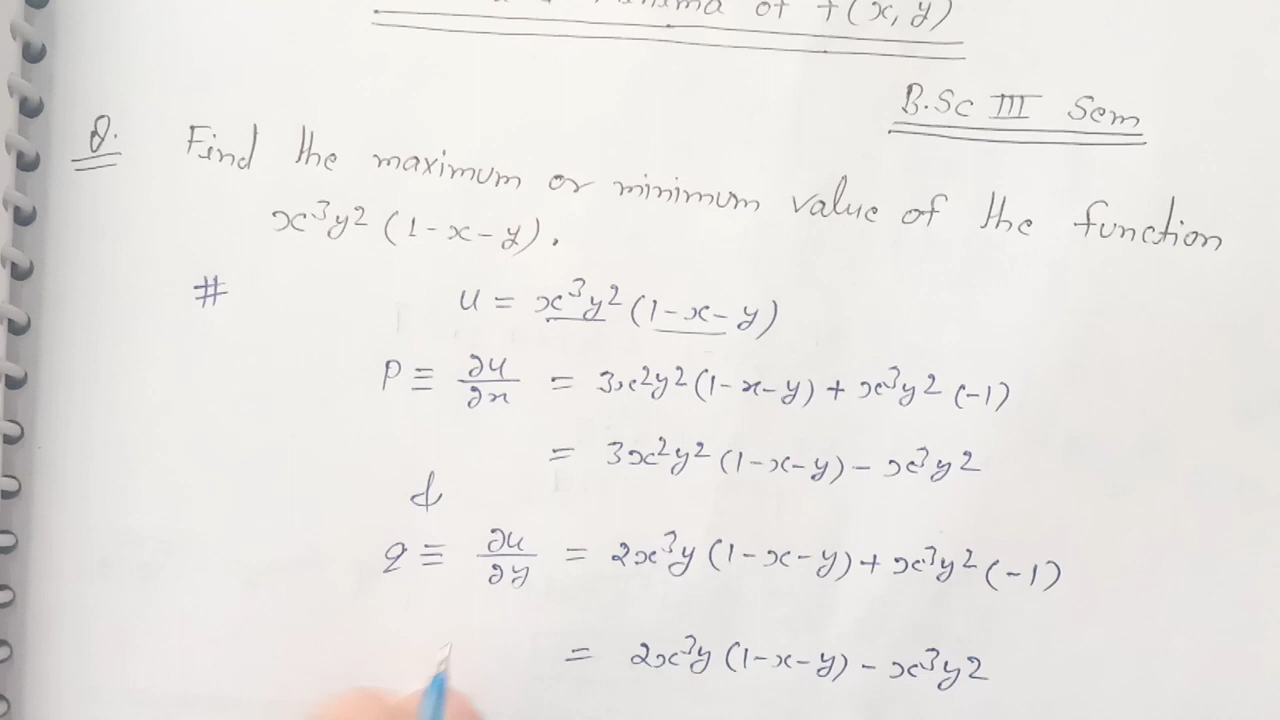 of f(x, y)
B.Sc III Sem
Q. Find the maximum or minimum value of the function
x³y² (1-x-y).
# u = x³y² (1-x-y)
p ≡ ∂u/∂x = 3x²y² (1-x-y) + x³y² (-1)
= 3x²y² (1-x-y) - x³y²
&
q ≡ ∂u/∂y = 2x³y (1-x-y) + x³y² (-1)
= 2x³y (1-x-y) - x³y²